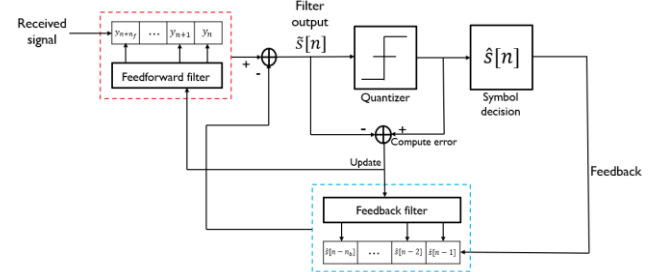 Received
signal
y_{n+n_f} ... y_{n+1} y_n
Feedforward filter
+
-
Filter
output
s̃[n]
Quantizer
ŝ[n]
Symbol
decision
-
+
Compute error
Update
Feedback
Feedback filter
ŝ[n − n_b] ... ŝ[n − 2] ŝ[n − 1]